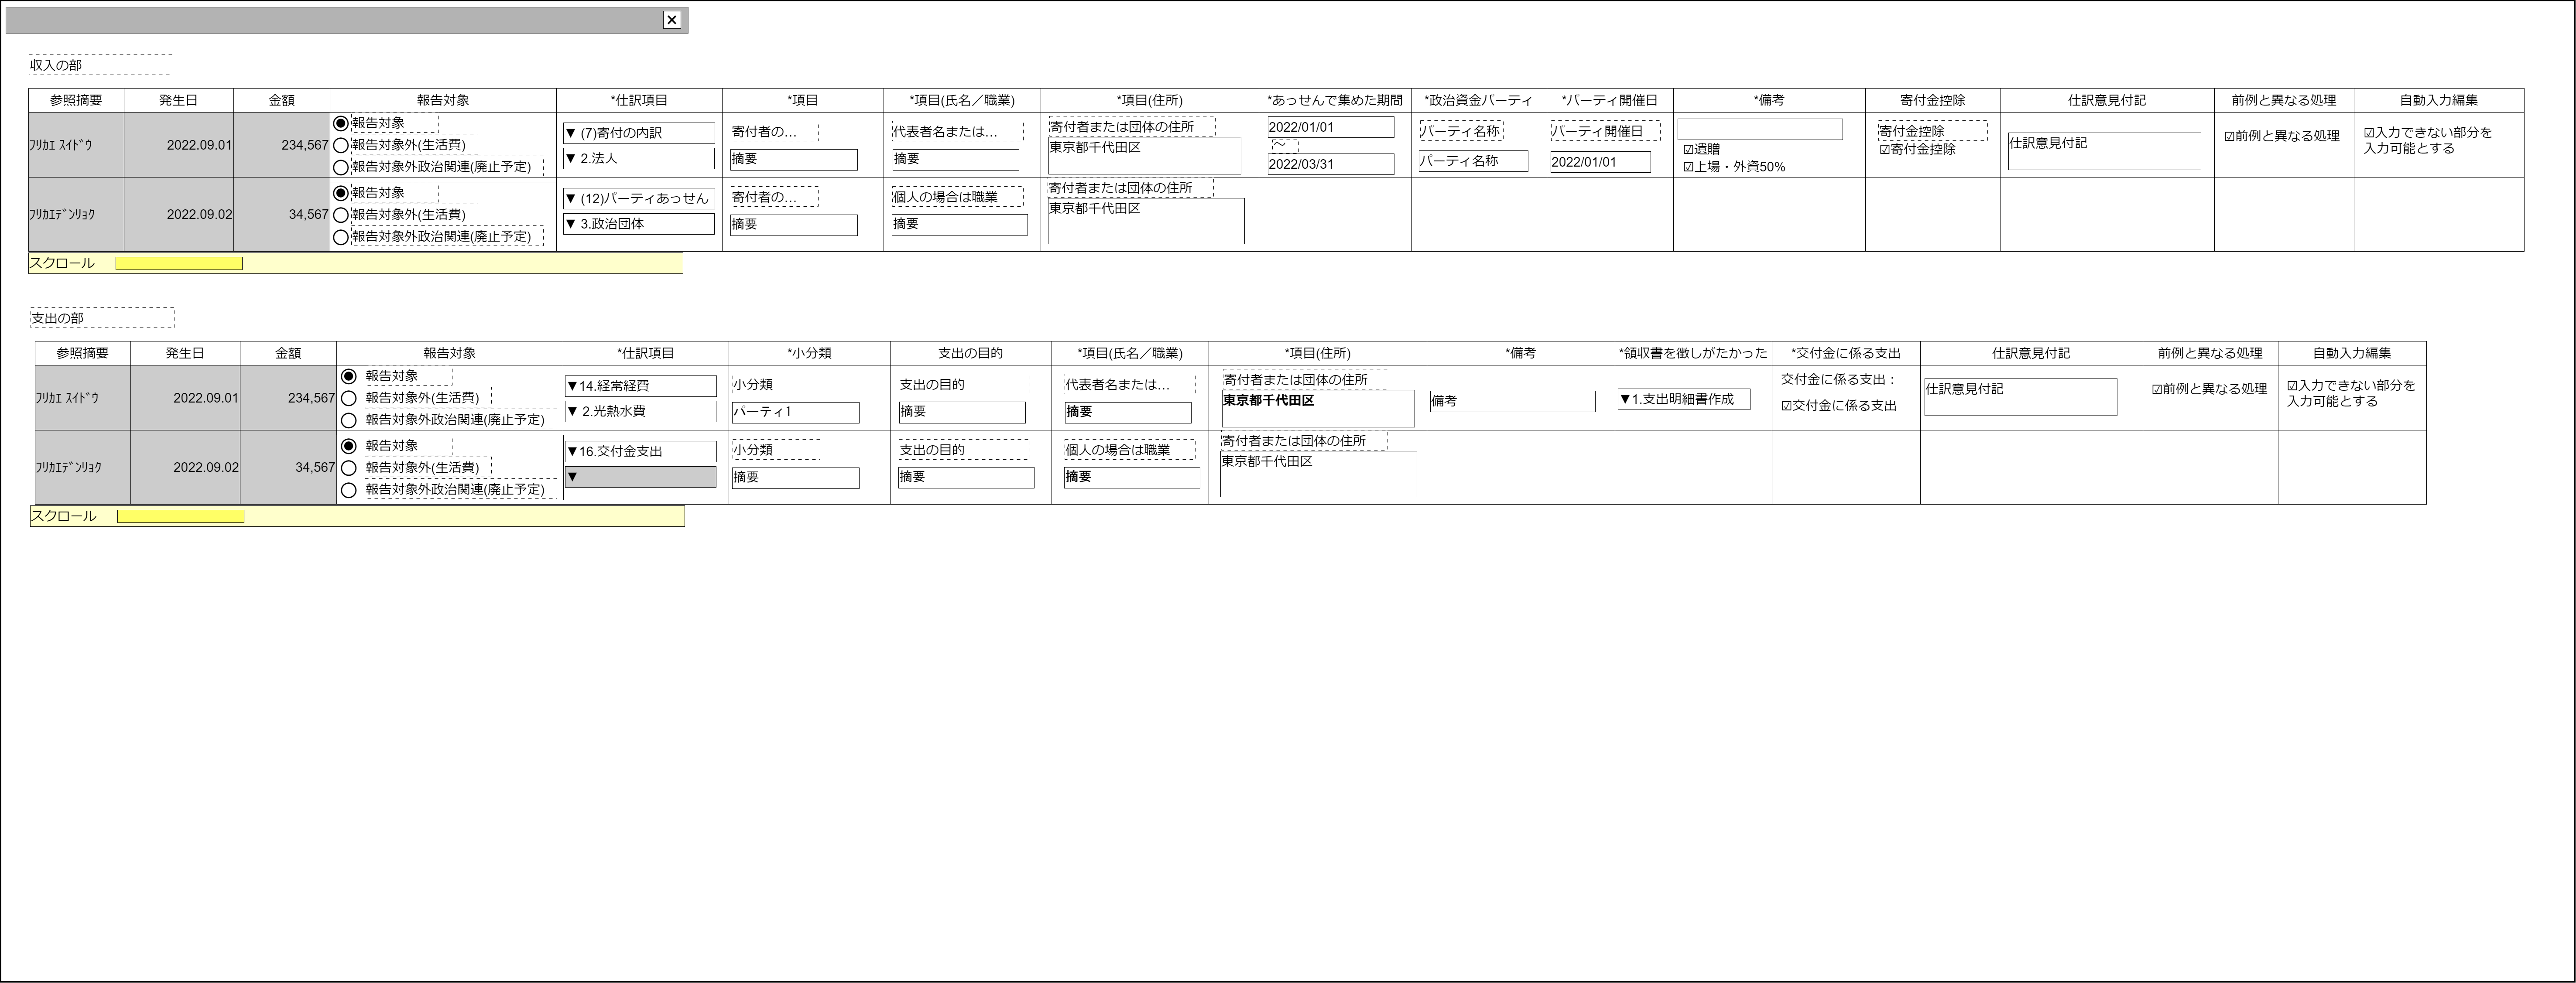 ×
収入の部
参照摘要 発生日 金額 報告対象 *仕訳項目 *項目 *項目(氏名／職業) *項目(住所) *あっせんで集めた期間 *政治資金パーティ *パーティ開催日 *備考 寄付金控除 仕訳意見付記 前例と異なる処理 自動入力編集
ﾌﾘｶｴ ｽｲﾄﾞｳ 2022.09.01 234,567
報告対象
報告対象外(生活費)
報告対象外政治関連(廃止予定)
▼ (7)寄付の内訳
▼ 2.法人
寄付者の…
摘要
代表者名または…
摘要
寄付者または団体の住所
東京都千代田区
2022/01/01
～
2022/03/31
パーティ名称
パーティ名称
パーティ開催日
2022/01/01
☑遺贈
☑上場・外資50%
寄付金控除
☑寄付金控除
仕訳意見付記
☑前例と異なる処理
☑入力できない部分を
入力可能とする
ﾌﾘｶｴﾃﾞﾝﾘｮｸ 2022.09.02 34,567
報告対象
報告対象外(生活費)
報告対象外政治関連(廃止予定)
▼ (12)パーティあっせん
▼ 3.政治団体
寄付者の…
摘要
個人の場合は職業
摘要
寄付者または団体の住所
東京都千代田区
スクロール
支出の部
参照摘要 発生日 金額 報告対象 *仕訳項目 *小分類 支出の目的 *項目(氏名／職業) *項目(住所) *備考 *領収書を徴しがたかった *交付金に係る支出 仕訳意見付記 前例と異なる処理 自動入力編集
ﾌﾘｶｴ ｽｲﾄﾞｳ 2022.09.01 234,567
報告対象
報告対象外(生活費)
報告対象外政治関連(廃止予定)
▼14.経常経費
▼ 2.光熱水費
小分類
パーティ1
支出の目的
摘要
代表者名または…
摘要
寄付者または団体の住所
東京都千代田区
備考
▼1.支出明細書作成
交付金に係る支出：
☑交付金に係る支出
仕訳意見付記
☑前例と異なる処理
☑入力できない部分を
入力可能とする
ﾌﾘｶｴﾃﾞﾝﾘｮｸ 2022.09.02 34,567
報告対象
報告対象外(生活費)
報告対象外政治関連(廃止予定)
▼16.交付金支出
▼
小分類
摘要
支出の目的
摘要
個人の場合は職業
摘要
寄付者または団体の住所
東京都千代田区
スクロール